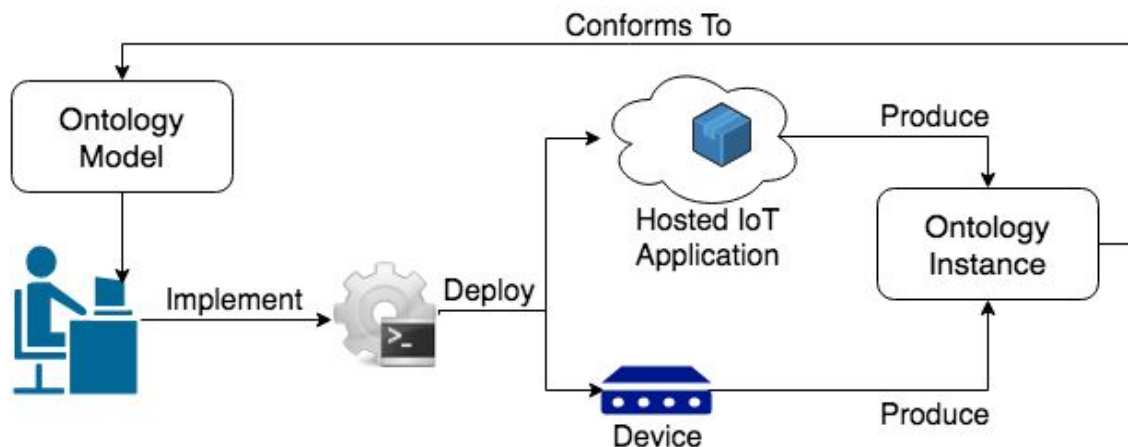 Conforms To
Ontology
Model
Produce
Hosted IoT
Application
Ontology
Instance
Implement
>_
Deploy
Device
Produce